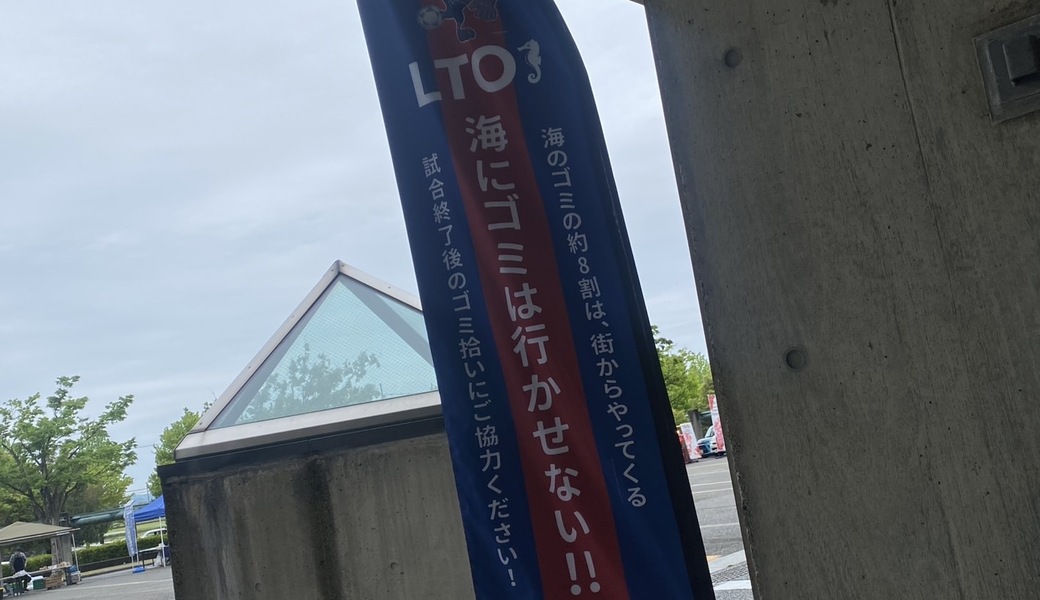 LTO
海のゴミの約8割は、街からやってくる
海にゴミは行かせない!!
試合終了後のゴミ拾いにご協力ください!